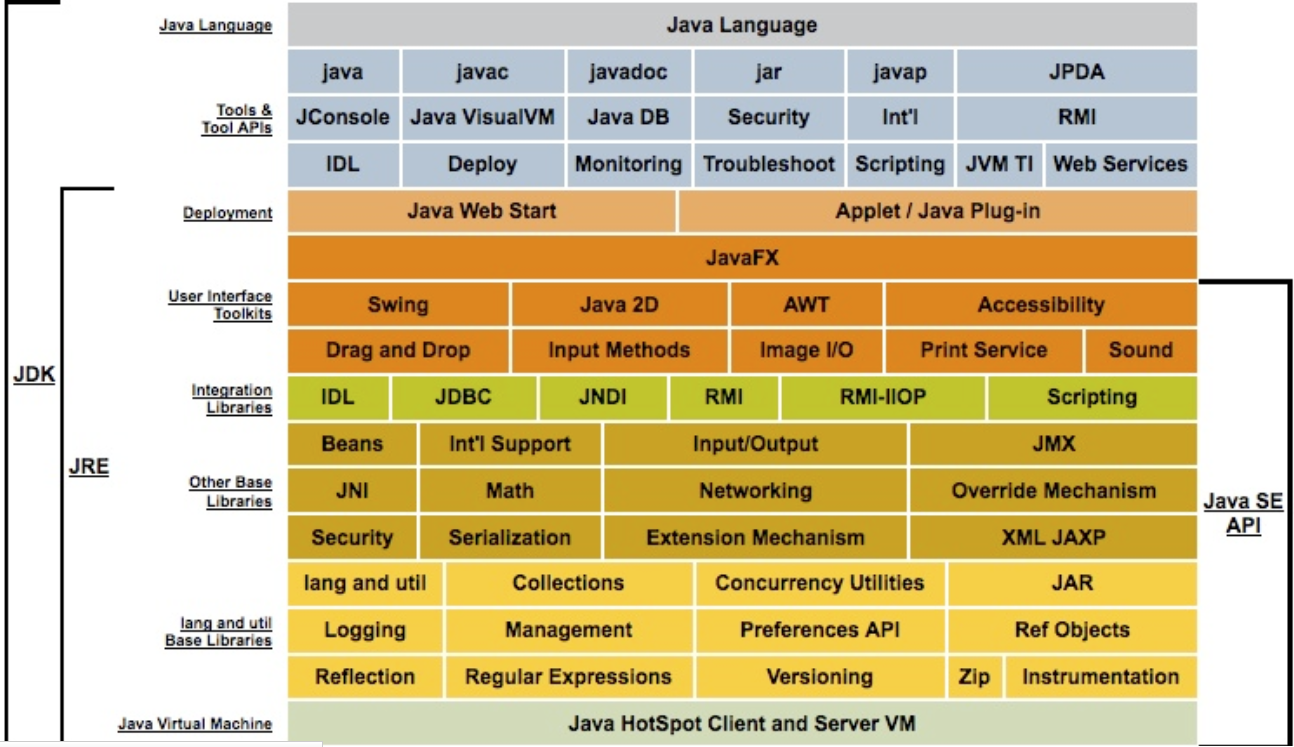 Java Language
Java Language
java javac javadoc jar javap JPDA
Tools &
Tool APIs
JConsole Java VisualVM Java DB Security Int'l RMI
IDL Deploy Monitoring Troubleshoot Scripting JVM TI Web Services
Deployment
Java Web Start Applet / Java Plug-in
JavaFX
User Interface
Toolkits
Swing Java 2D AWT Accessibility
Drag and Drop Input Methods Image I/O Print Service Sound
JDK
Integration
Libraries
IDL JDBC JNDI RMI RMI-IIOP Scripting
Beans Int'l Support Input/Output JMX
JRE
Other Base
Libraries
JNI Math Networking Override Mechanism
Java SE
API
Security Serialization Extension Mechanism XML JAXP
lang and util Collections Concurrency Utilities JAR
lang and util
Base Libraries
Logging Management Preferences API Ref Objects
Reflection Regular Expressions Versioning Zip Instrumentation
Java Virtual Machine
Java HotSpot Client and Server VM